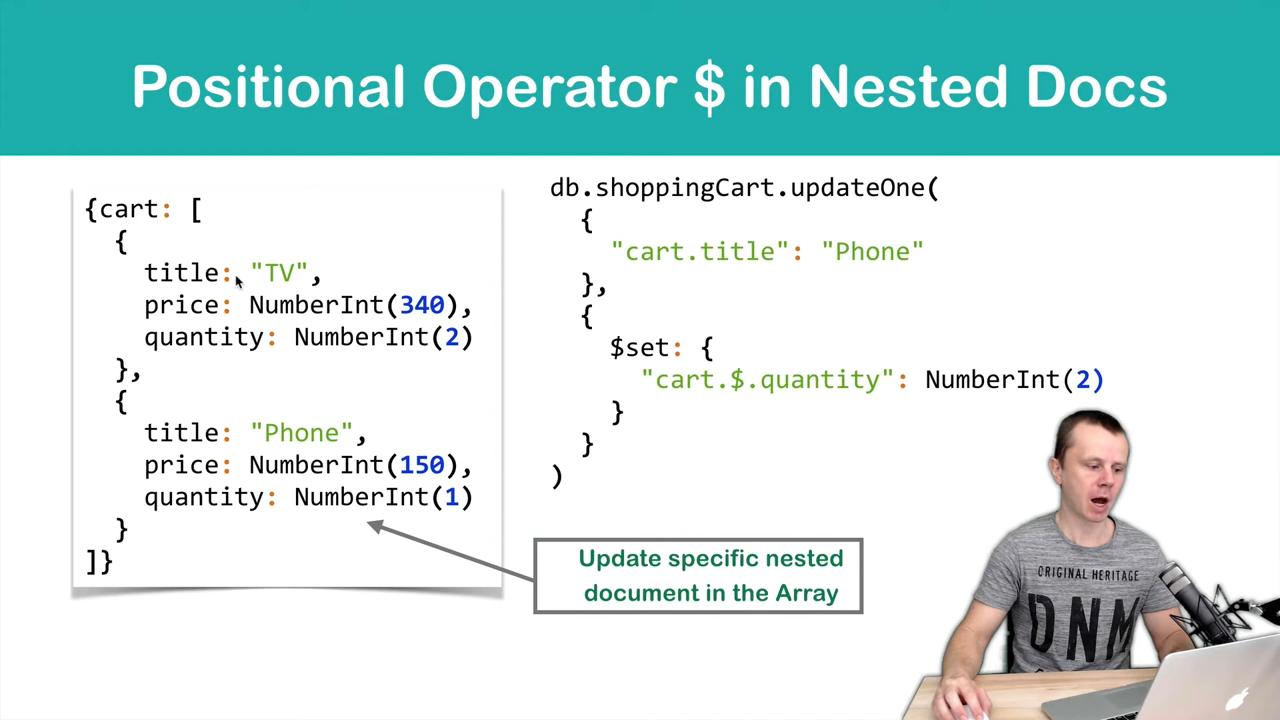 Positional Operator $ in Nested Docs
{cart: [
{
title: "TV",
price: NumberInt(340),
quantity: NumberInt(2)
},
{
title: "Phone",
price: NumberInt(150),
quantity: NumberInt(1)
}
]}
db.shoppingCart.updateOne(
{
"cart.title": "Phone"
},
{
$set: {
"cart.$.quantity": NumberInt(2)
}
}
)
Update specific nested
document in the Array
ORIGINAL HERITAGE
DNM